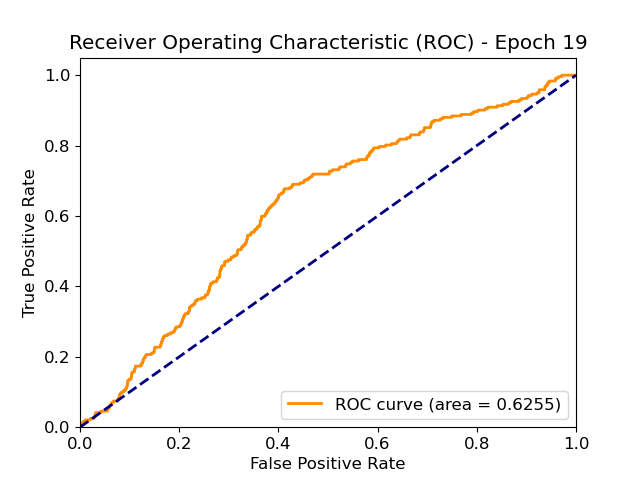 Receiver Operating Characteristic (ROC) - Epoch 19
True Positive Rate
1.0
0.8
0.6
0.4
0.2
0.0
ROC curve (area = 0.6255)
0.0 0.2 0.4 0.6 0.8 1.0
False Positive Rate